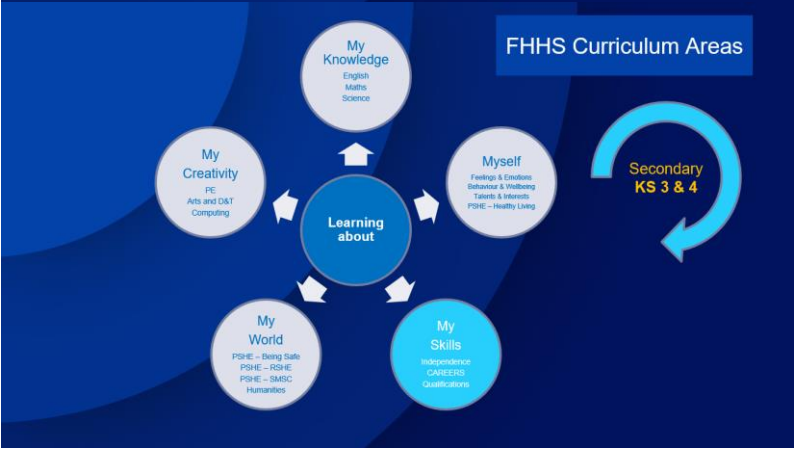 FHHS Curriculum Areas
My
Knowledge
English
Maths
Science
My
Creativity
PE
Arts and D&T
Computing
Myself
Feelings & Emotions
Behaviour & Wellbeing
Talents & Interests
PSHE – Healthy Living
Secondary
KS 3 & 4
Learning
about
My
World
PSHE – Being Safe
PSHE – RSHE
PSHE – SMSC
Humanities
My
Skills
Independence
CAREERS
Qualifications